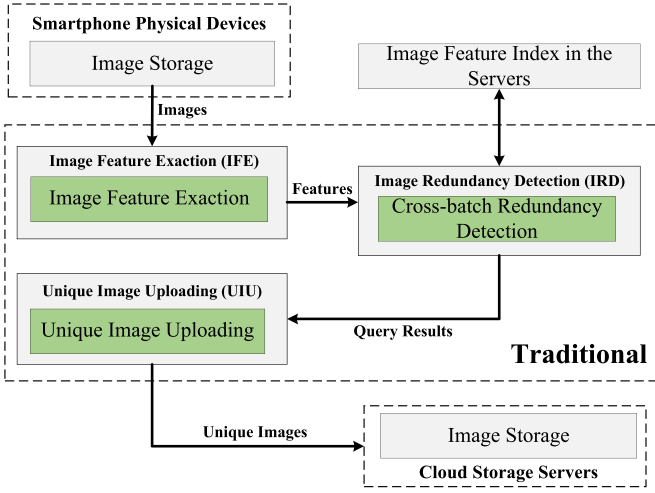 Smartphone Physical Devices
Image Storage
Image Feature Index in the
Servers
Images
Image Feature Exaction (IFE)
Image Feature Exaction
Features
Image Redundancy Detection (IRD)
Cross-batch Redundancy
Detection
Unique Image Uploading (UIU)
Unique Image Uploading
Query Results
Traditional
Unique Images
Image Storage
Cloud Storage Servers